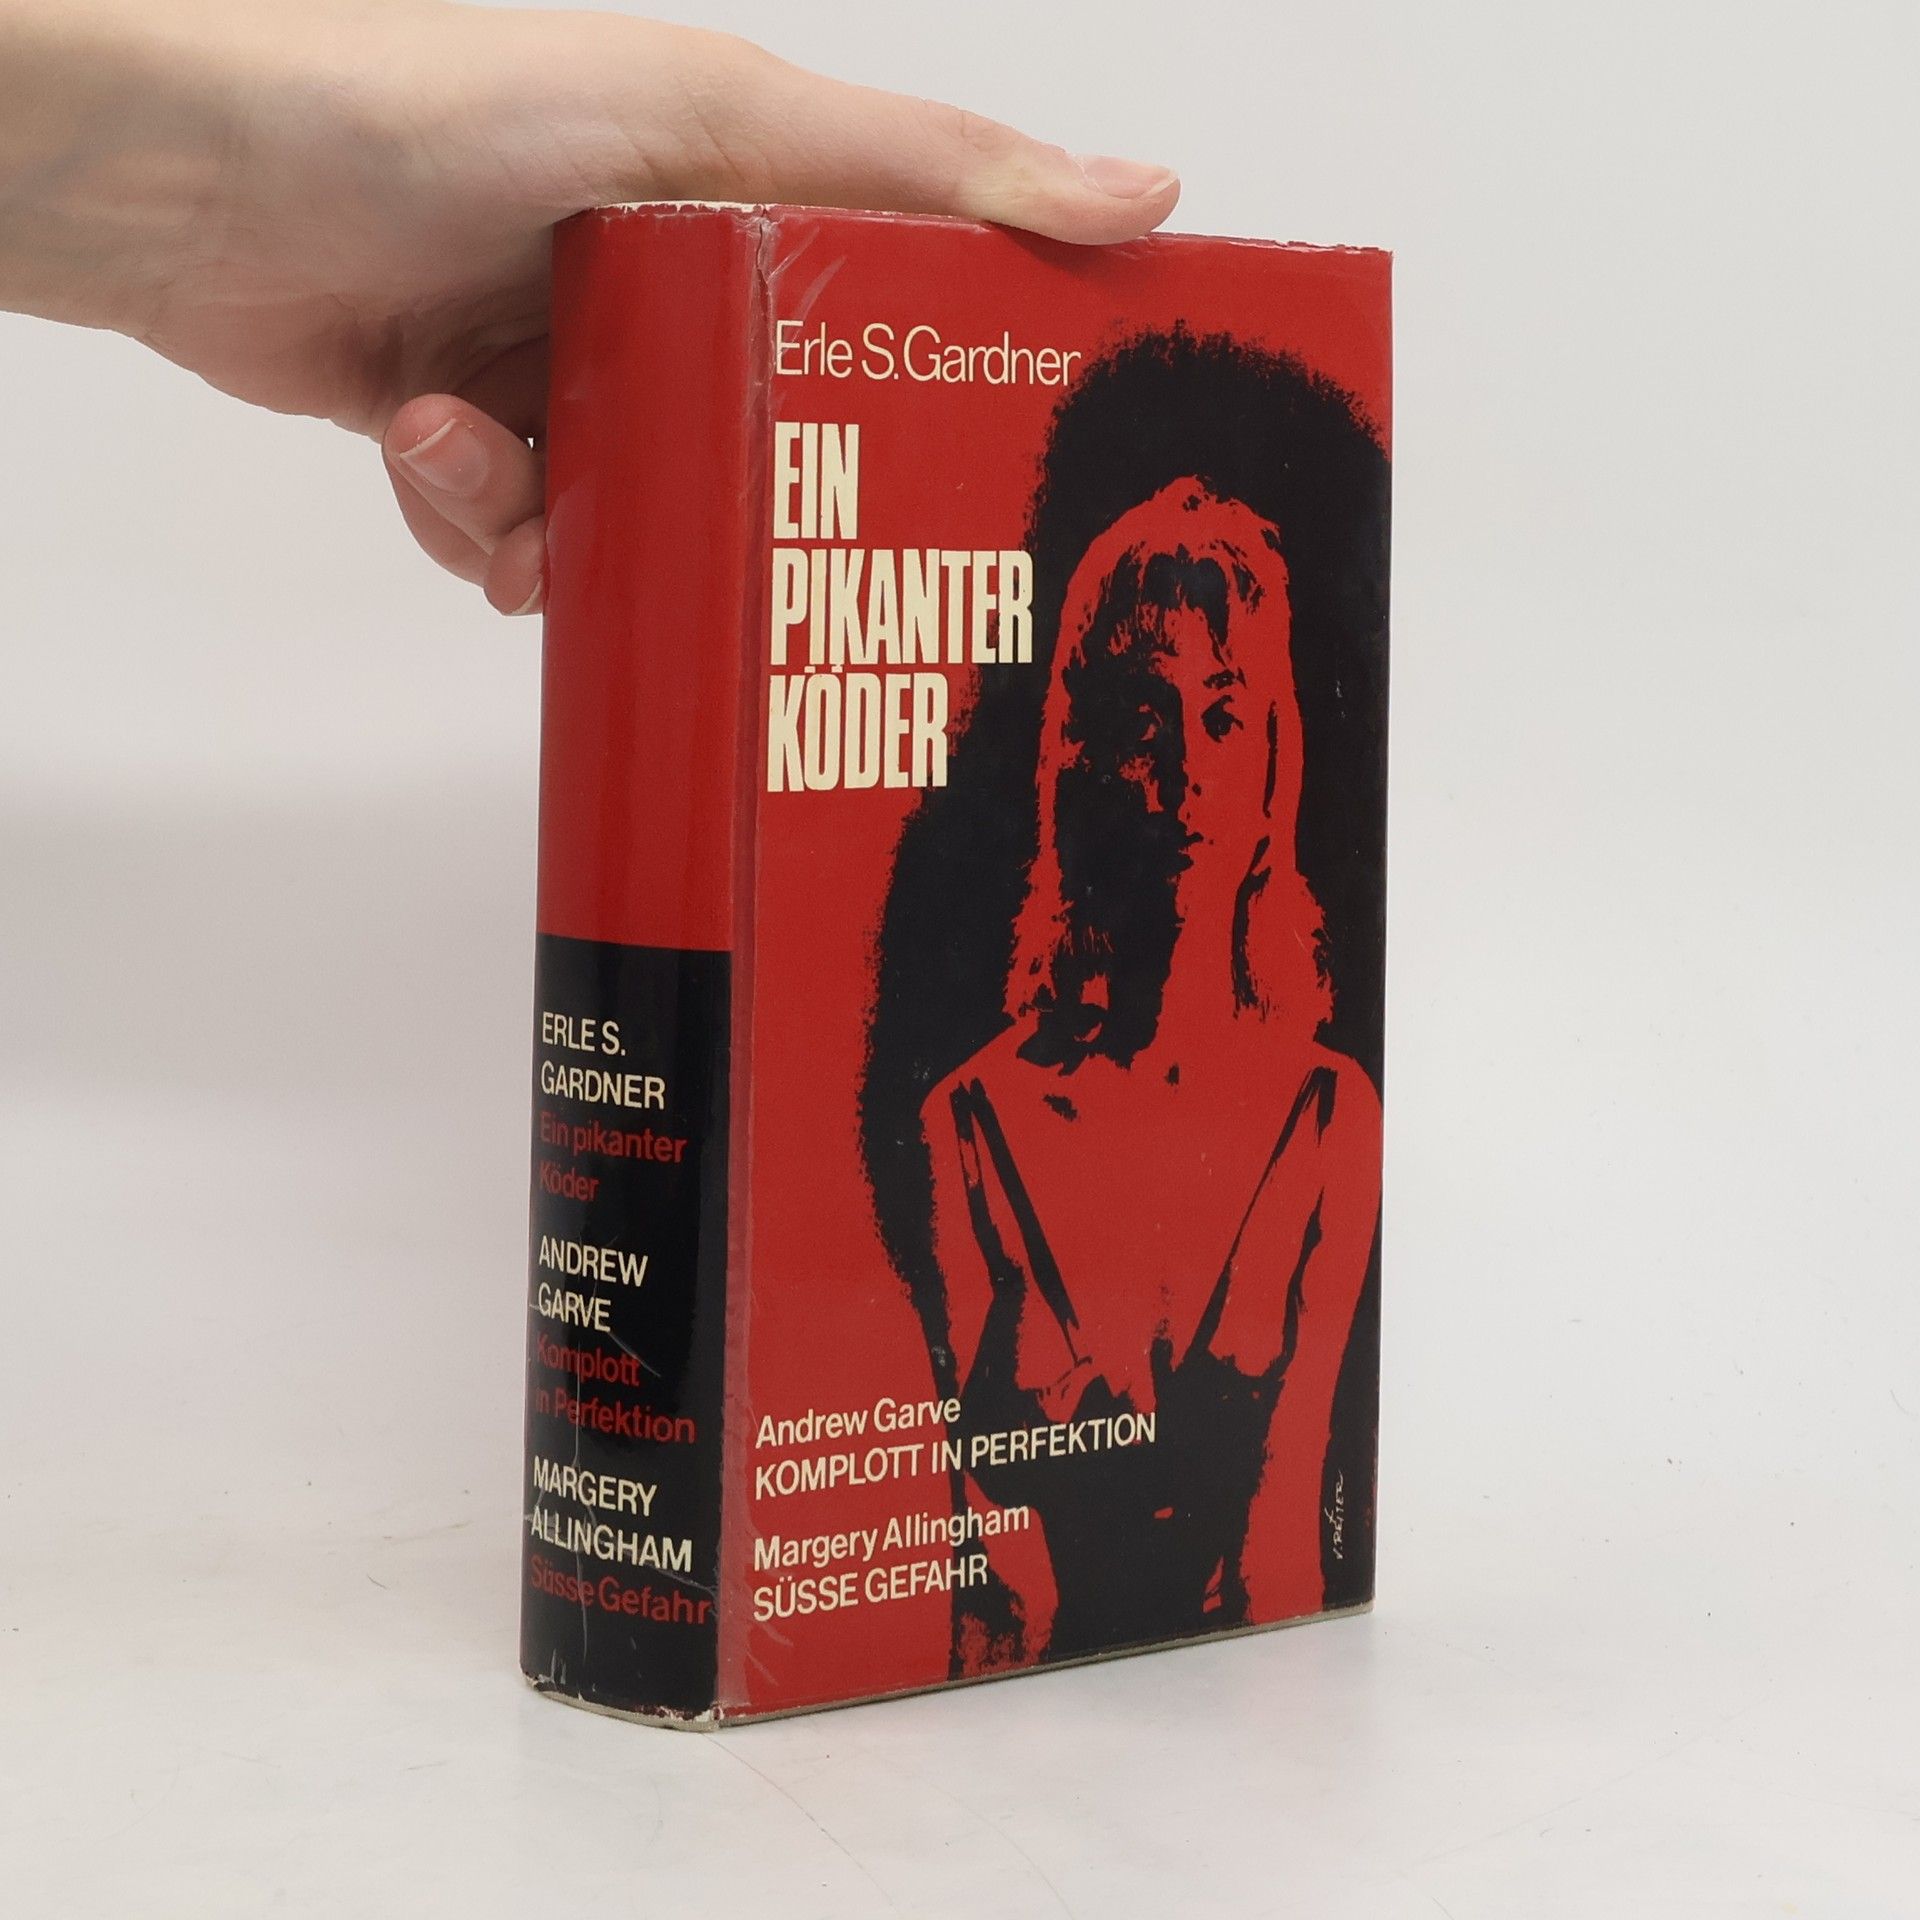 Erle S. Gardner
EIN
PIKANTER
KÖDER
Andrew Garve
KOMPLOTT IN PERFEKTION
Margery Allingham
SÜSSE GEFAHR
ERLE S.
GARDNER
Ein pikanter
Köder
ANDREW
GARVE
Komplott
in Perfektion
MARGERY
ALLINGHAM
Süsse Gefahr